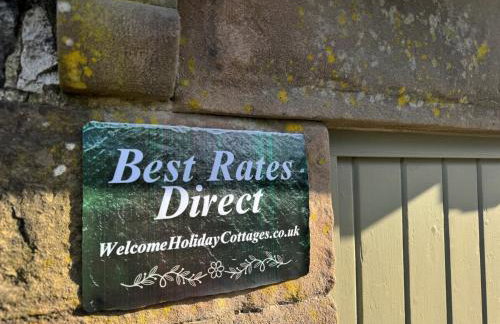 Best Rates
Direct
WelcomeHolidayCottages.co.uk